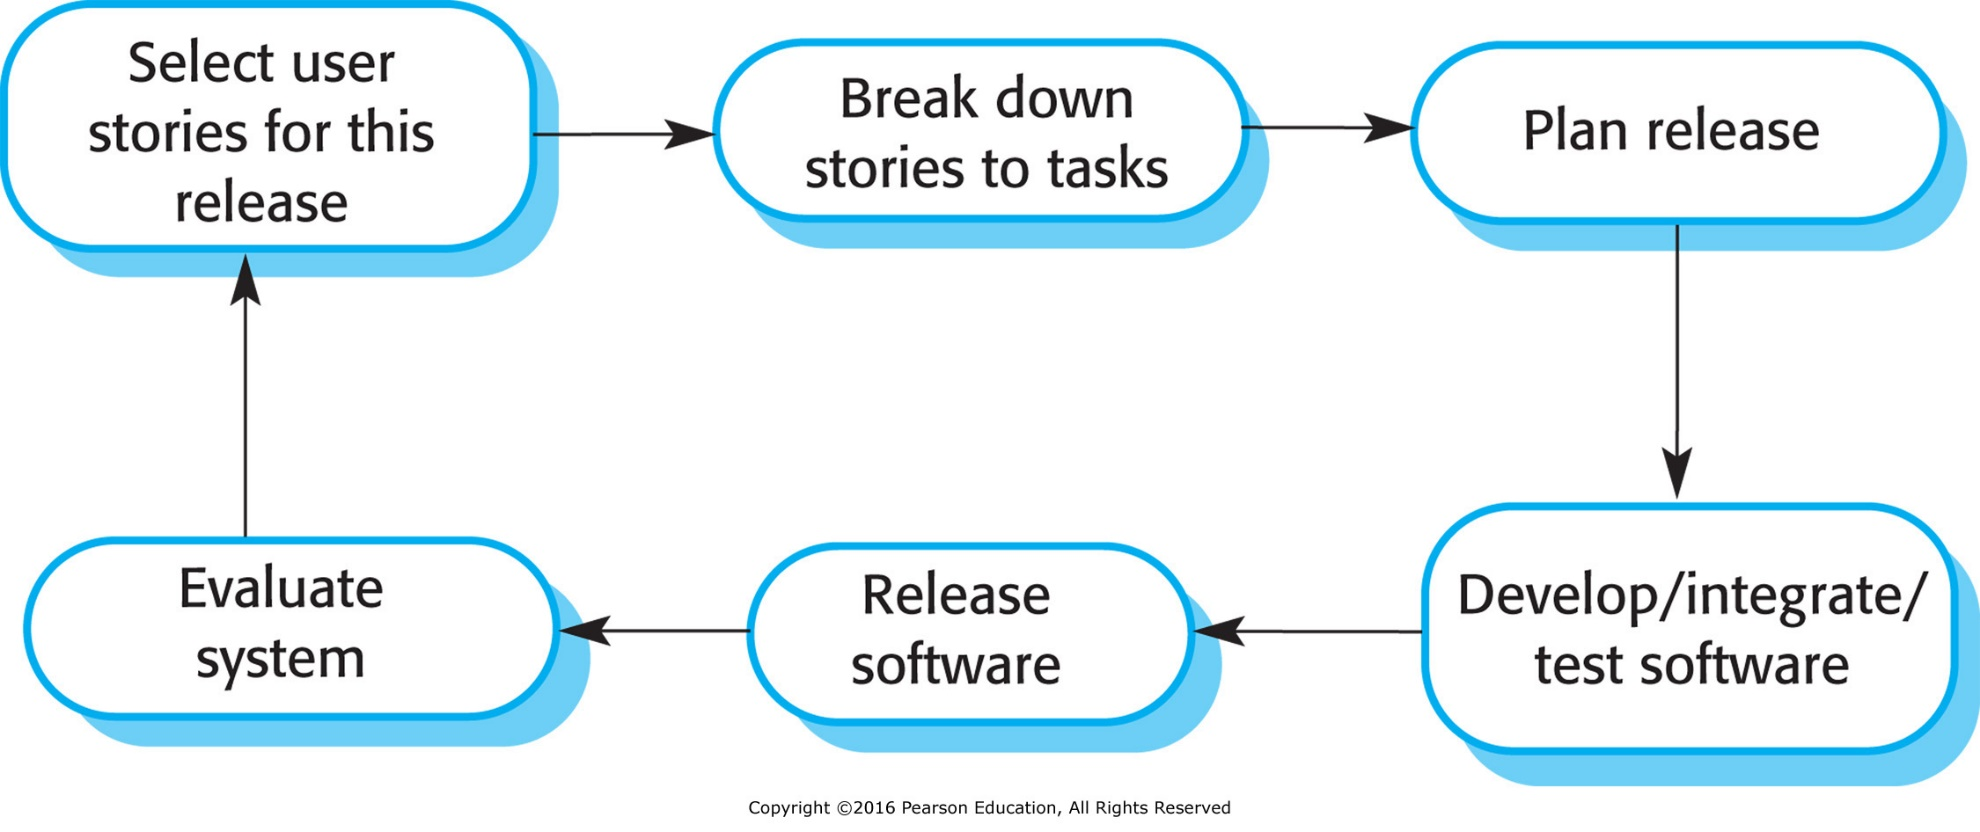 Select user
stories for this
release
Break down
stories to tasks
Plan release
Evaluate
system
Release
software
Develop/integrate/
test software
Copyright ©2016 Pearson Education, All Rights Reserved